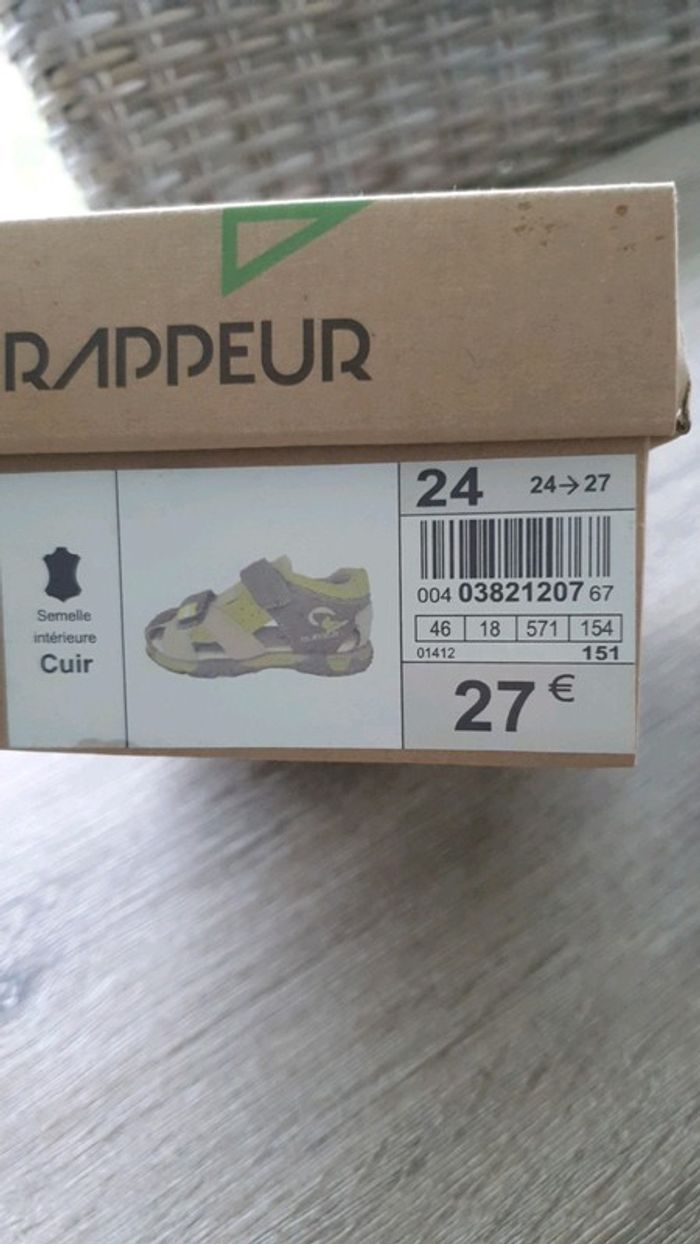 RAPPEUR
Semelle
intérieure
Cuir
24 24→27
004 03821207 67
46 18 571 154
01412 151
27 €